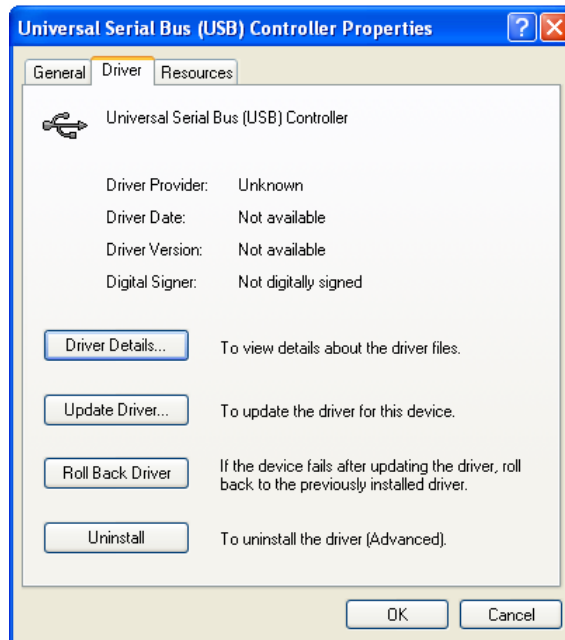 Universal Serial Bus (USB) Controller Properties
General Driver Resources
Universal Serial Bus (USB) Controller
Driver Provider: Unknown
Driver Date: Not available
Driver Version: Not available
Digital Signer: Not digitally signed
Driver Details... To view details about the driver files.
Update Driver... To update the driver for this device.
Roll Back Driver If the device fails after updating the driver, roll
back to the previously installed driver.
Uninstall To uninstall the driver (Advanced).
OK Cancel